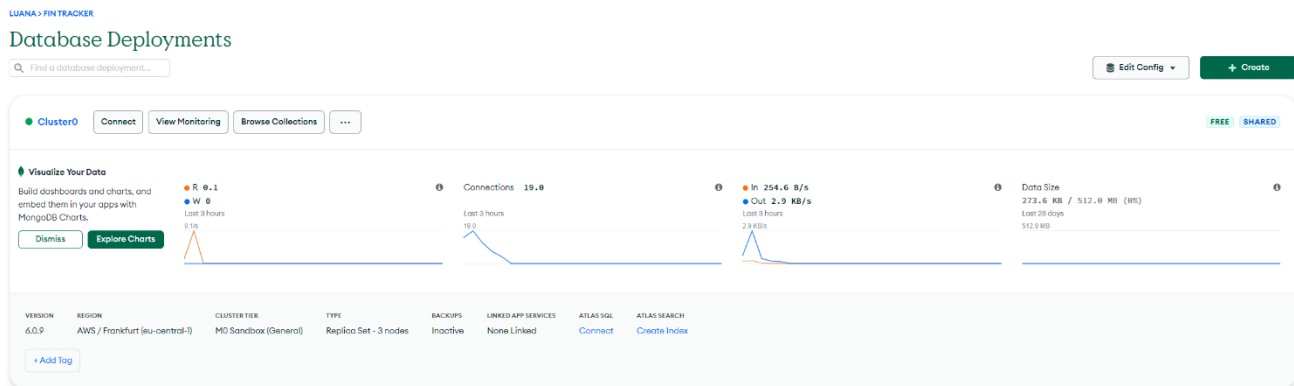 LUANA > FIN TRACKER
Database Deployments
Find a database deployment...
Edit Config
+ Create
Cluster0
Connect
View Monitoring
Browse Collections
...
FREE
SHARED
Visualize Your Data
Build dashboards and charts, and
embed them in your apps with
MongoDB Charts.
Dismiss
Explore Charts
R 0.1
W 0
Last 3 hours
0.1/s
Connections 19.0
Last 3 hours
19.0
In 254.6 B/s
Out 2.9 KB/s
Last 3 hours
2.9 KB/s
Data Size
273.6 KB / 512.0 MB (0%)
Last 28 days
512.0 MB
VERSION REGION CLUSTER TIER TYPE BACKUPS LINKED APP SERVICES ATLAS SQL ATLAS SEARCH
6.0.9 AWS / Frankfurt (eu-central-1) M0 Sandbox (General) Replica Set - 3 nodes Inactive None Linked Connect Create Index
+ Add Tag